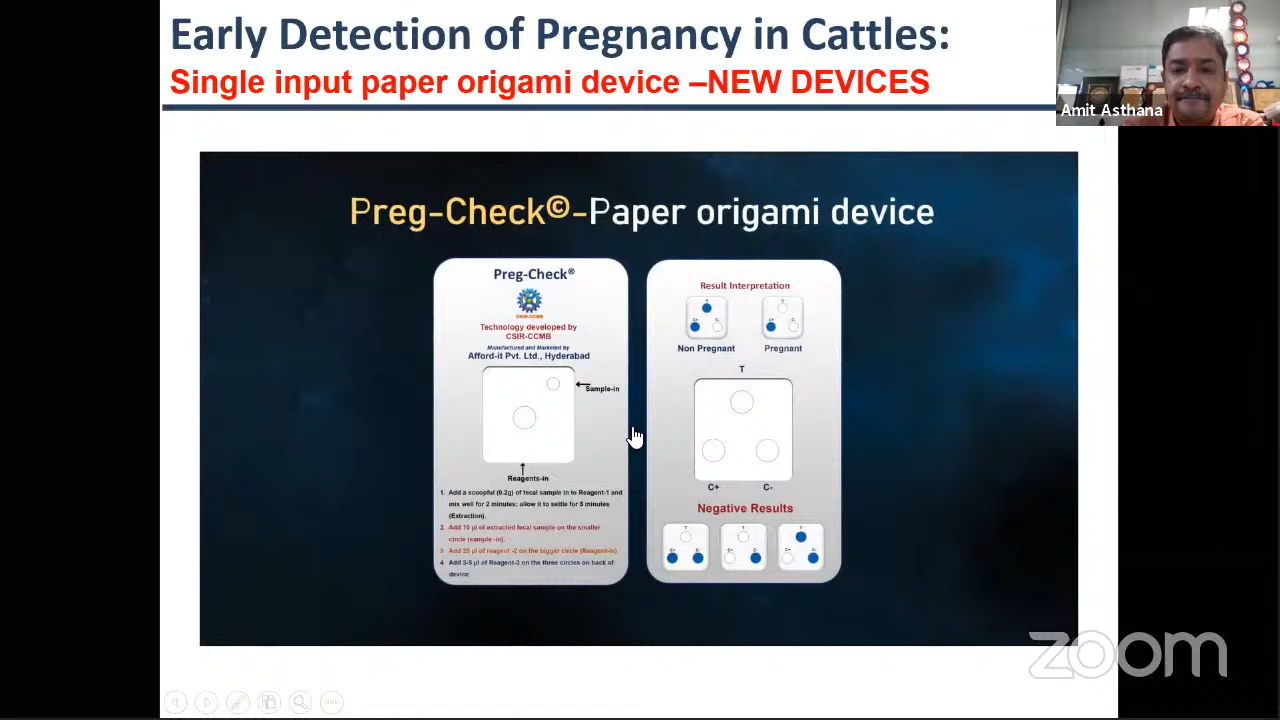 Early Detection of Pregnancy in Cattles:
Single input paper origami device –NEW DEVICES
Amit Asthana
Preg-Check©-Paper origami device
Preg-Check®
CSIR-CCMB
Technology developed by
CSIR-CCMB
Manufactured and Marketed by
Afford-it Pvt. Ltd., Hyderabad
Sample-in
Reagents-in
1. Add a scoopful (0.2g) of fecal sample in to Reagent-1 and
mix well for 2 minutes: allow it to settle for 5 minutes
(Extraction).
2. Add 10 µl of extracted fecal sample on the smaller
circle (sample -in).
3 Add 20 µl of reagent -2 on the bigger circle (Reagent-in)
4 Add 3-5 µl of Reagent-3 on the three circles on back of
device
Result Interpretation
T
C+ C-
T
C+ C-
Non Pregnant
Pregnant
T
C+ C-
Negative Results
T
C+ C-
T
C+ C-
T
C+ C-
zoom